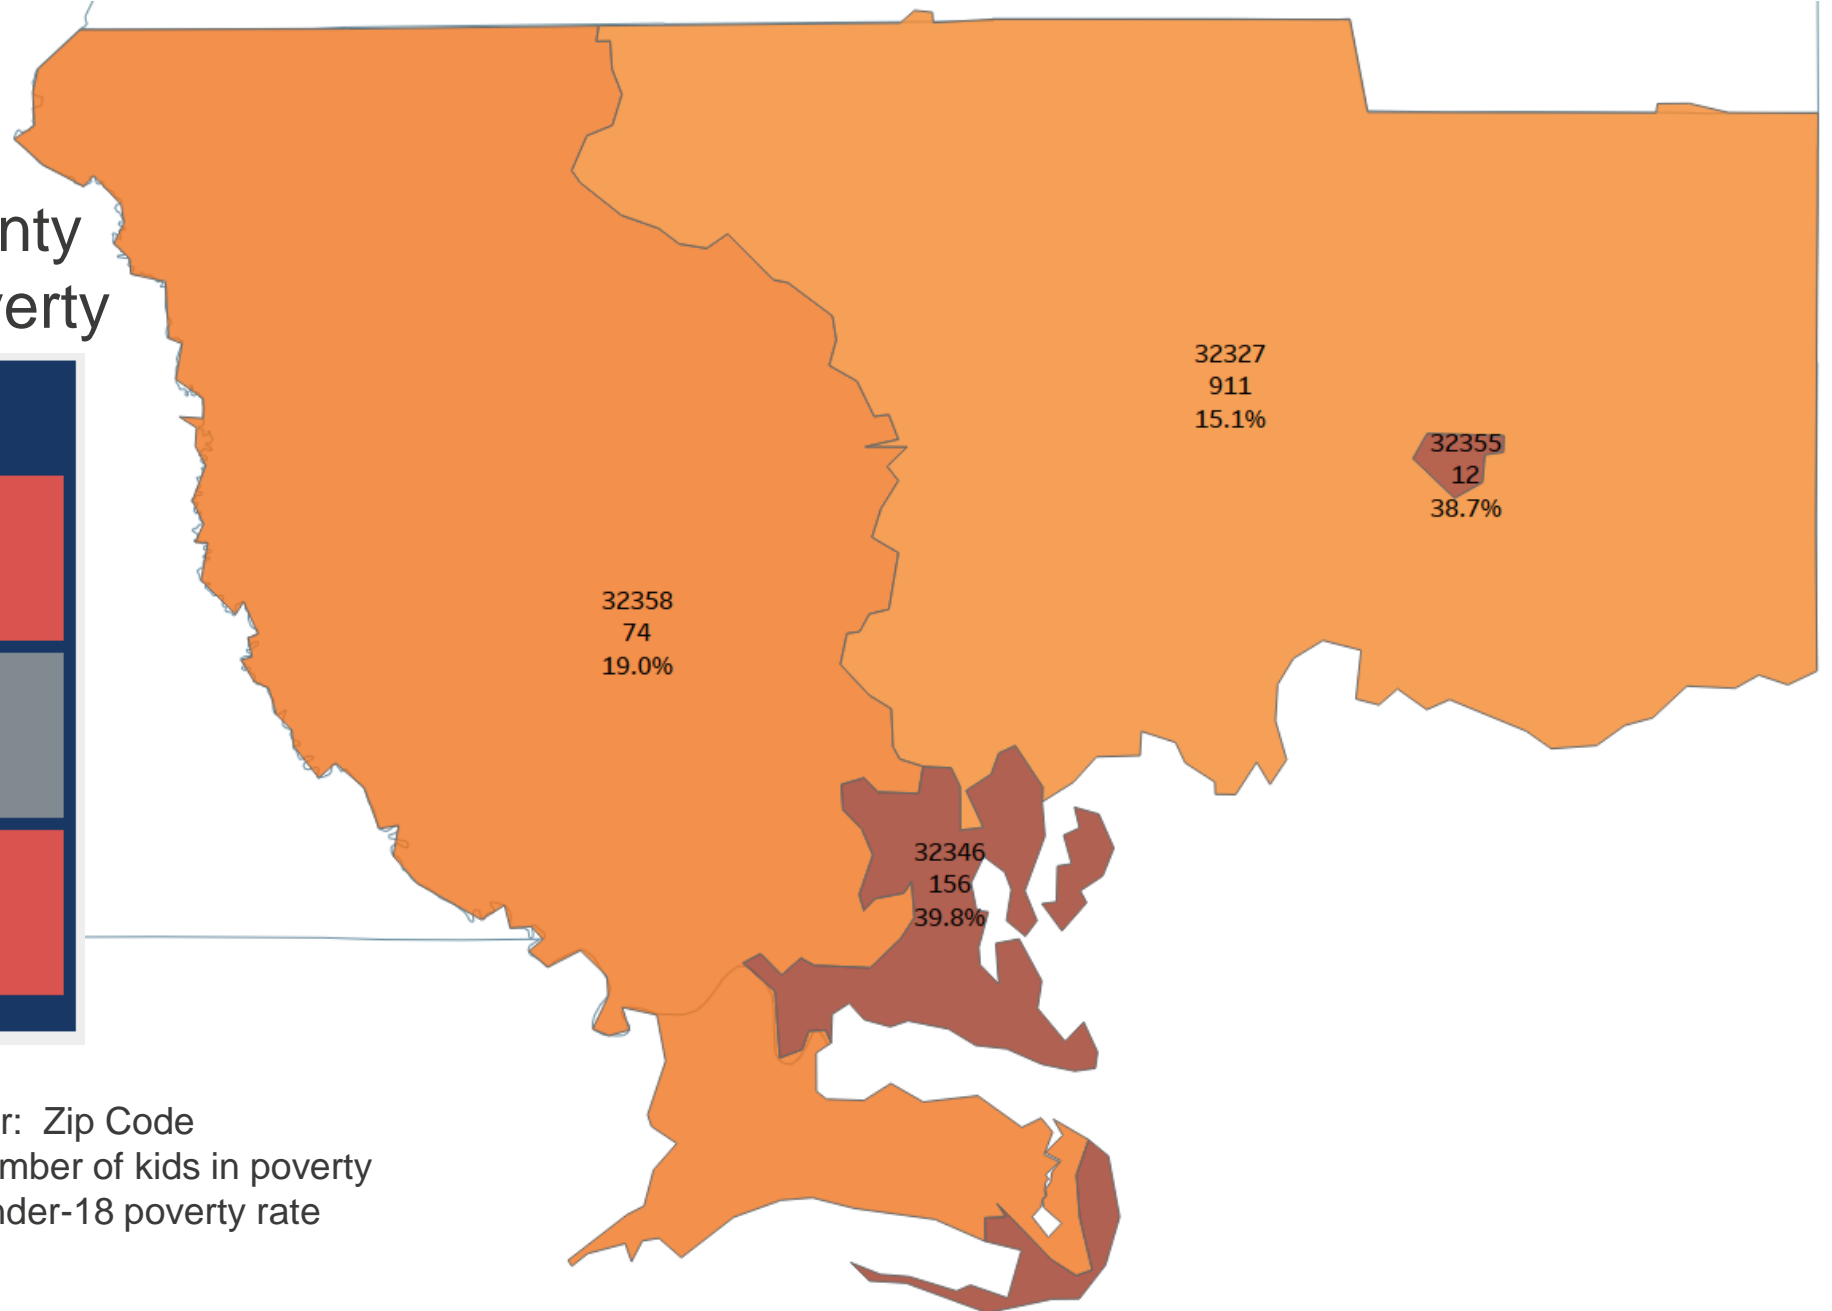 nty
verty
32327
911
15.1%
32355
12
38.7%
32358
74
19.0%
32346
156
39.8%
r: Zip Code
mber of kids in poverty
nder-18 poverty rate